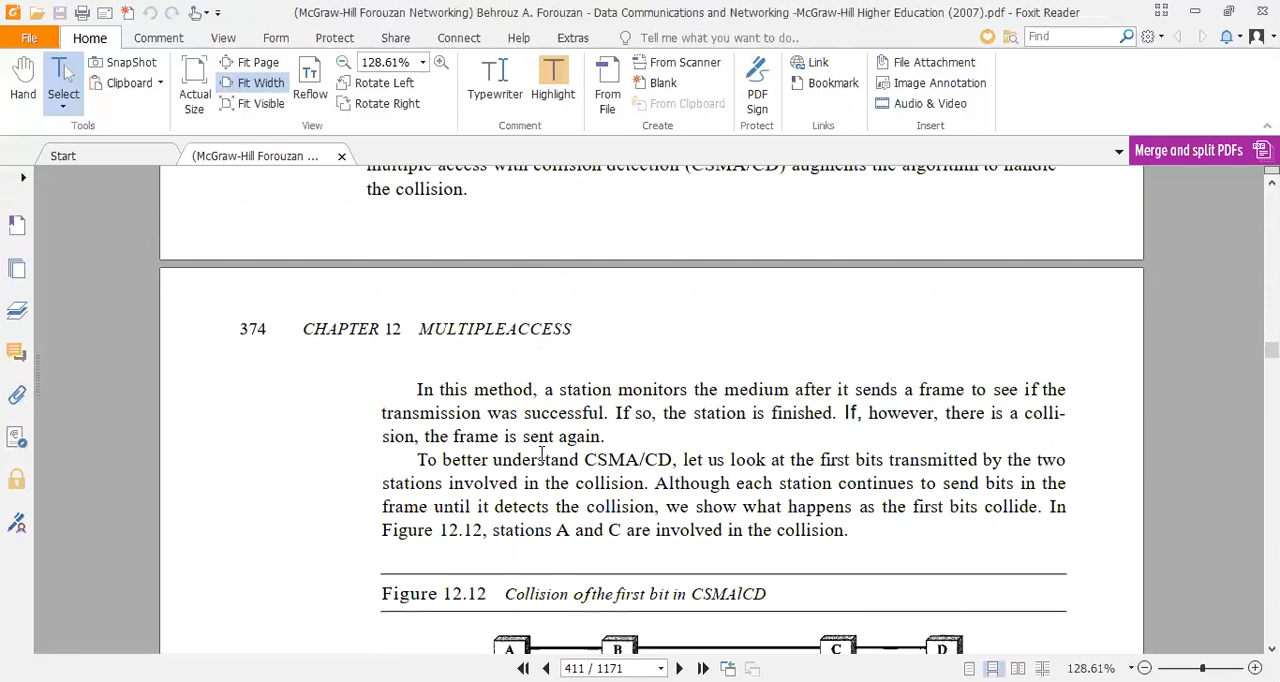 (McGraw-Hill Forouzan Networking) Behrouz A. Forouzan - Data Communications and Networking -McGraw-Hill Higher Education (2007).pdf - Foxit Reader
File Home Comment View Form Protect Share Connect Help Extras Tell me what you want to do.. Find
Hand
Select
SnapShot
Clipboard
Tools
Actual Size
Fit Page
Fit Width
Fit Visible
Reflow
128.61%
Rotate Left
Rotate Right
View
Typewriter
Highlight
Comment
From File
From Scanner
Blank
From Clipboard
Create
PDF Sign
Protect
Link
Bookmark
Links
File Attachment
Image Annotation
Audio & Video
Insert
Start
(McGraw-Hill Forouzan ...
Merge and split PDFs
multiple access with collision detection (CSMA/CD) augments the algorithm to handle
the collision.
374 CHAPTER 12 MULTIPLEACCESS
In this method, a station monitors the medium after it sends a frame to see if the
transmission was successful. If so, the station is finished. If, however, there is a colli-
sion, the frame is sent again.
To better understand CSMA/CD, let us look at the first bits transmitted by the two
stations involved in the collision. Although each station continues to send bits in the
frame until it detects the collision, we show what happens as the first bits collide. In
Figure 12.12, stations A and C are involved in the collision.
Figure 12.12 Collision ofthe first bit in CSMAlCD
A B C D
411 / 1171
128.61%